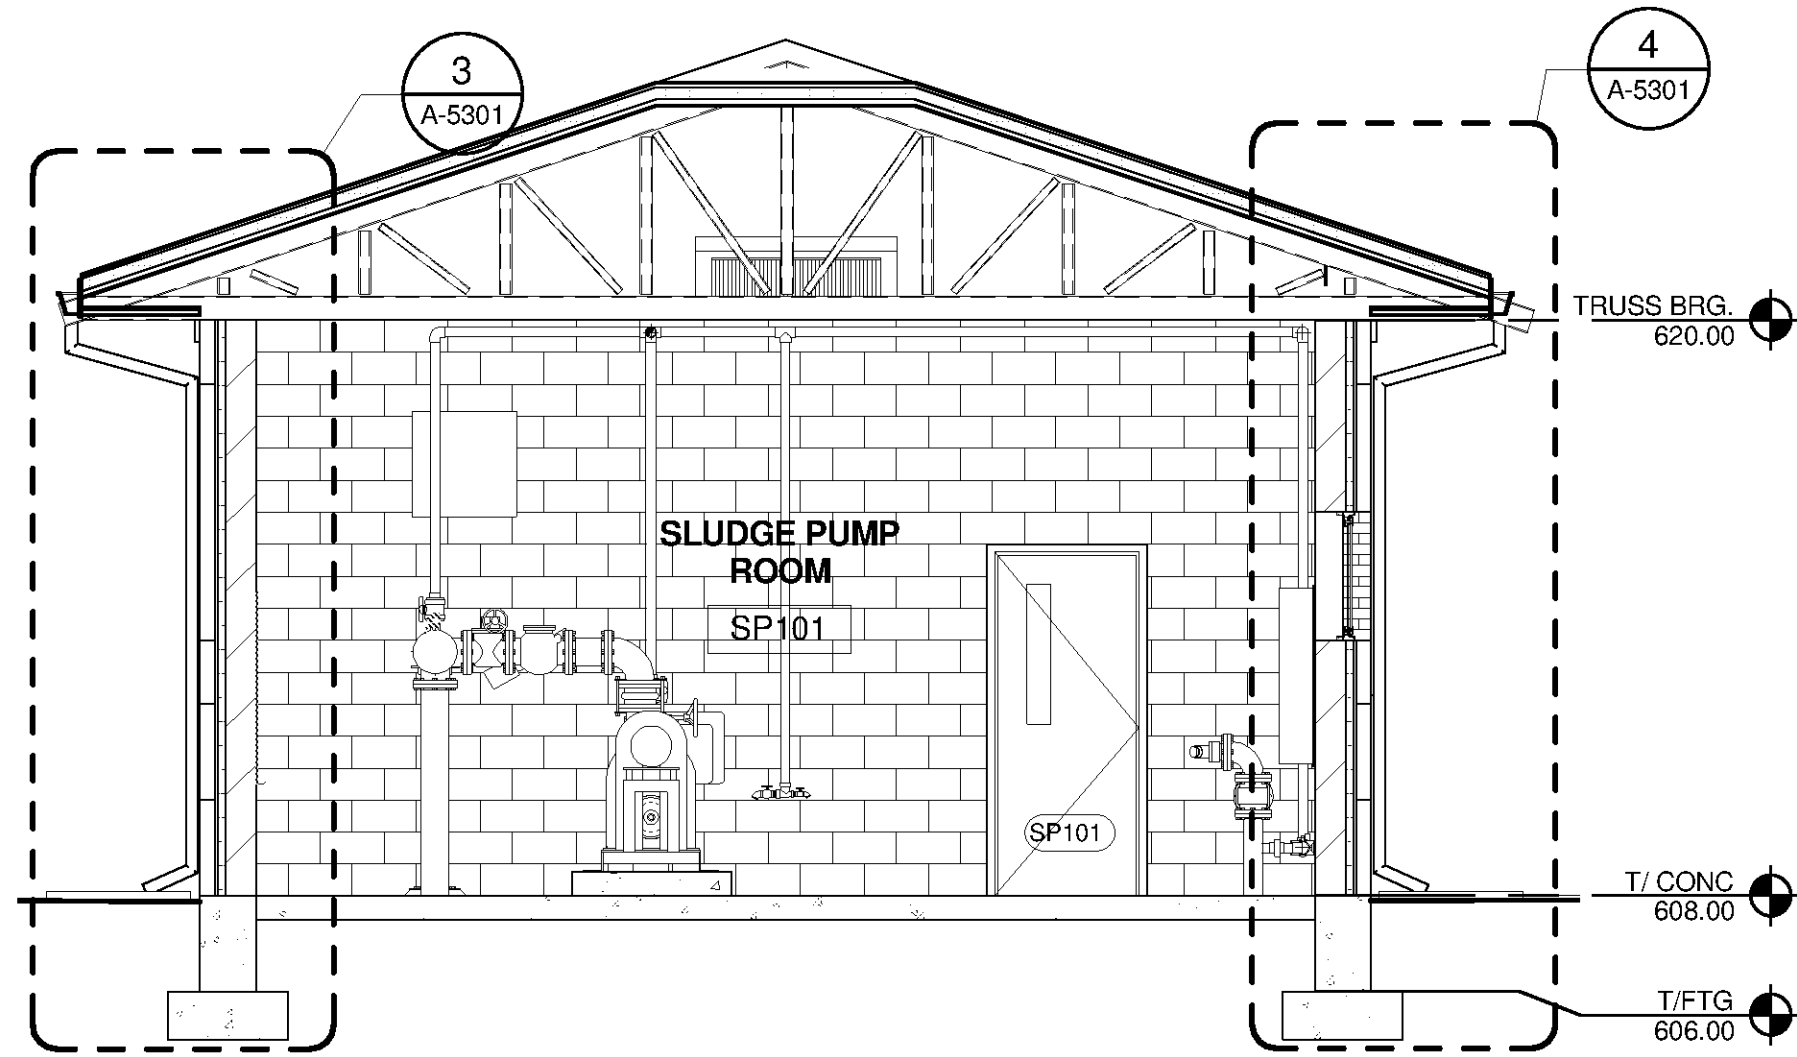 3
A-5301
4
A-5301
TRUSS BRG.
620.00
SLUDGE PUMP
ROOM
SP101
SP101
T/ CONC
608.00
T/FTG
606.00